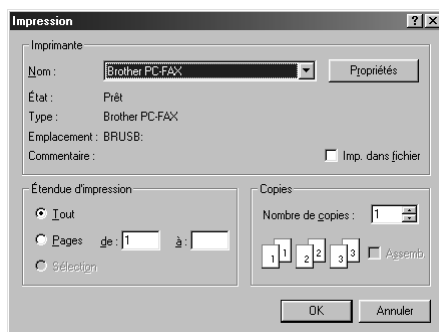 Impression
Imprimante
Nom : Brother PC-FAX Propriétés
État : Prêt
Type : Brother PC-FAX
Emplacement : BRUSB:
Commentaire : Imp. dans fichier
Étendue d'impression
Tout
Pages de : 1 à :
Sélection
Copies
Nombre de copies : 1
1 1 2 2 3 3 Assemb
OK Annuler